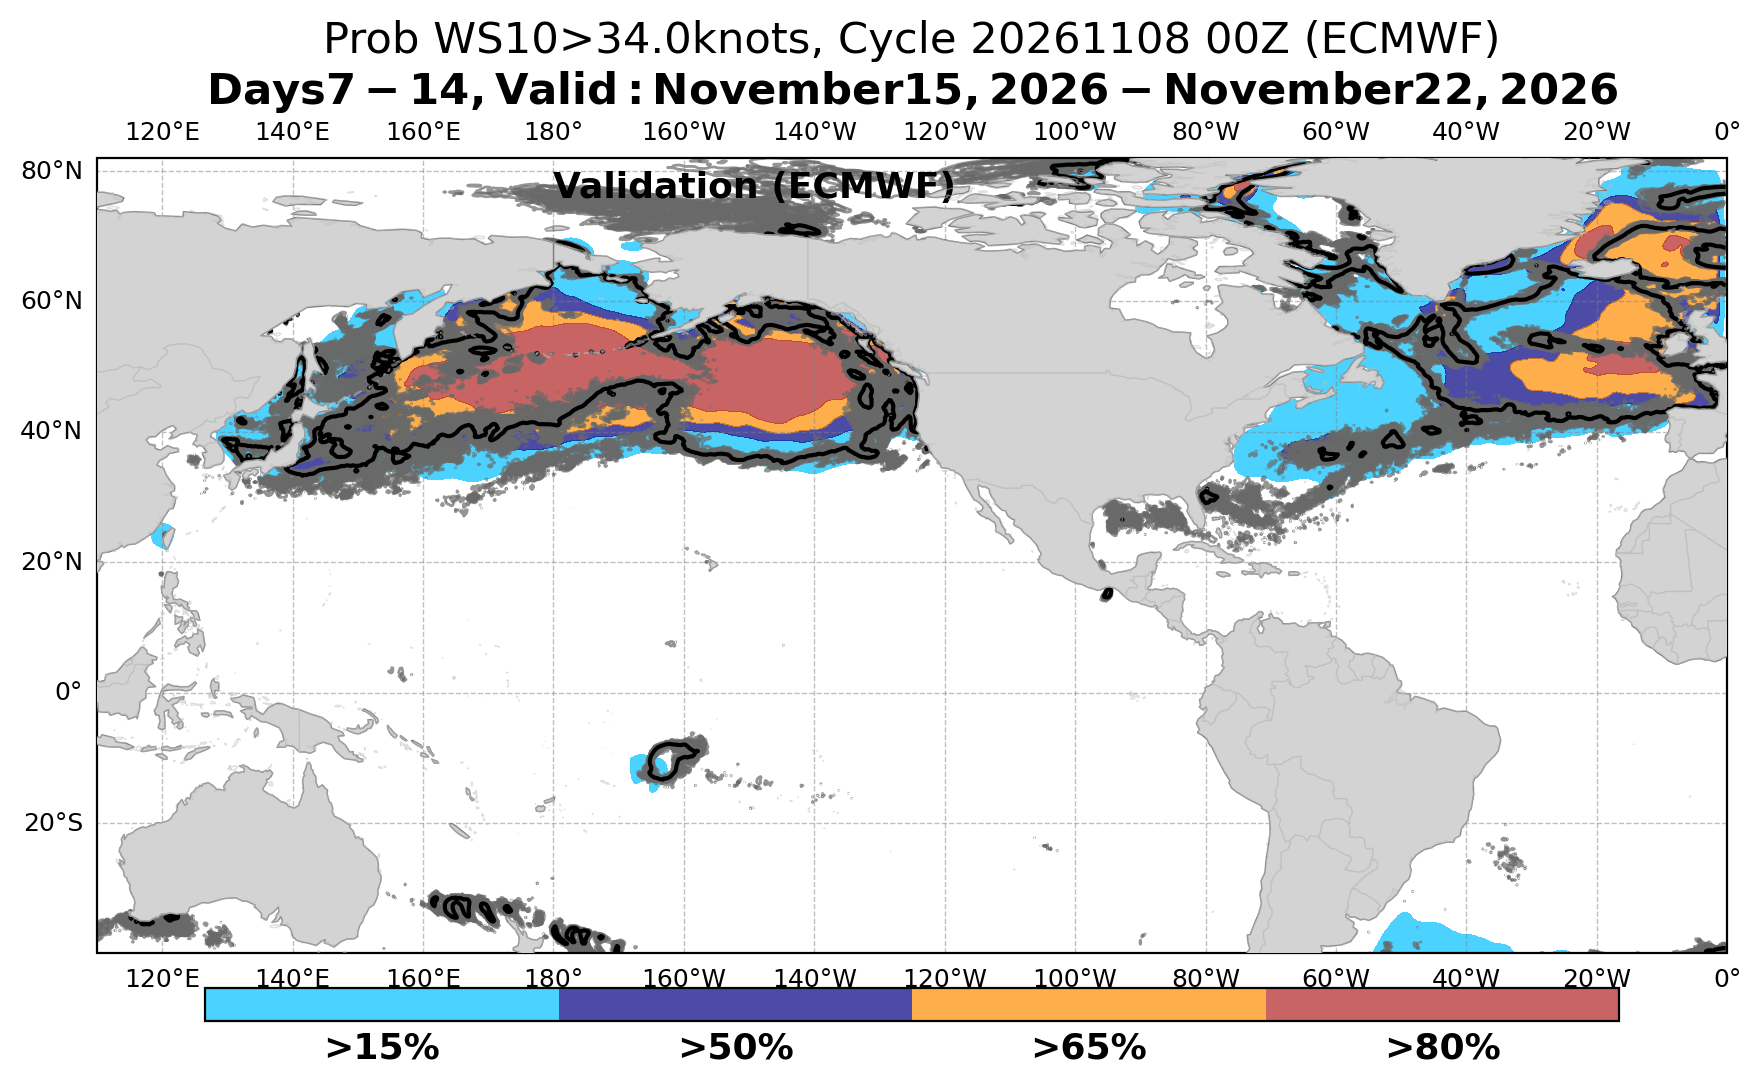 Prob WS10>34.0knots, Cycle 20261108 00Z (ECMWF)
Days7 − 14, Valid : November15, 2026 − November22, 2026
120°E 140°E 160°E 180° 160°W 140°W 120°W 100°W 80°W 60°W 40°W 20°W 0°
80°N
Validation (ECMWF)
60°N
40°N
20°N
0°
20°S
120°E 140°E 160°E 180° 160°W 140°W 120°W 100°W 80°W 60°W 40°W 20°W 0°
>15% >50% >65% >80%